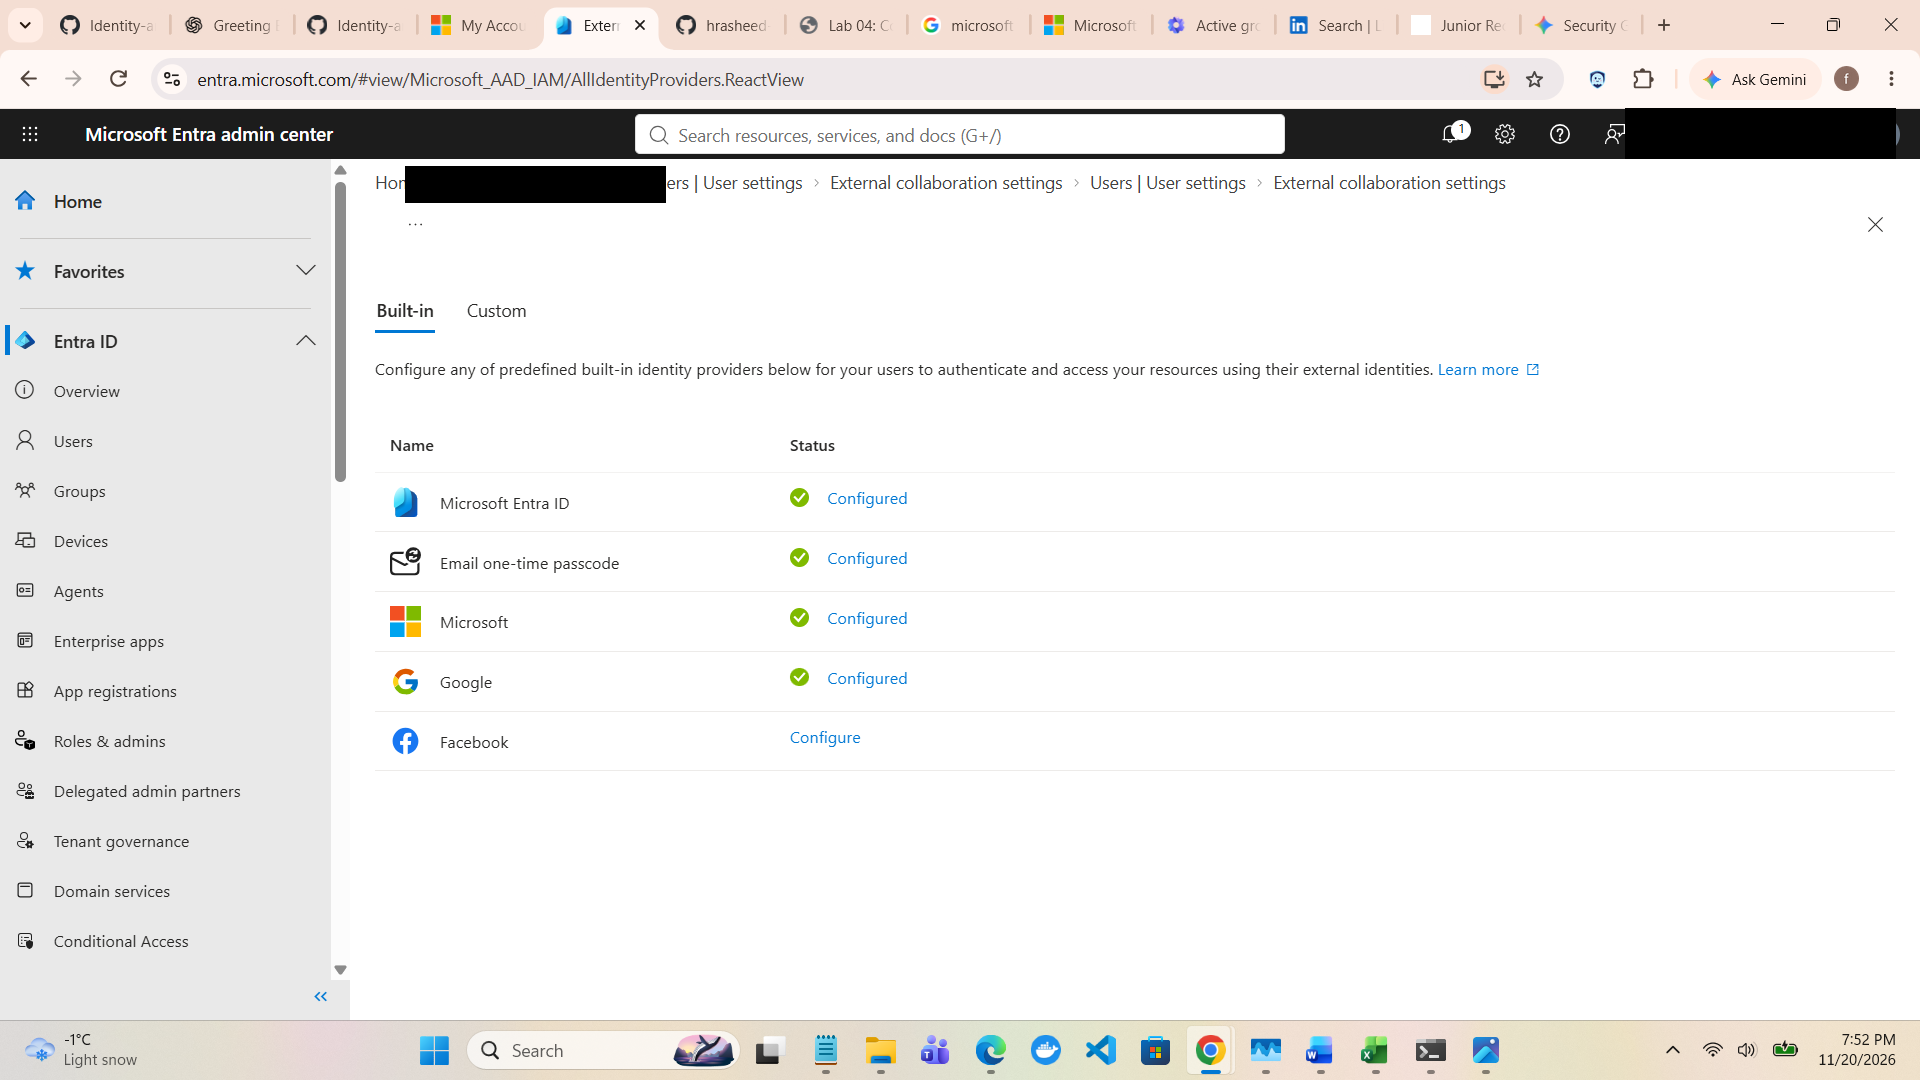 Identity-a
Greeting
Identity-a
My Accou
Extern
hrasheed-
Lab 04: Cr
microsoft
Microsoft
Active gro
Search | L
Junior Rec
Security C
entra.microsoft.com/#view/Microsoft_AAD_IAM/AllIdentityProviders.ReactView
Ask Gemini
f
Microsoft Entra admin center
Search resources, services, and docs (G+/)
1
Hom
ers | User settings > External collaboration settings > Users | User settings > External collaboration settings
...
Home
Favorites
Entra ID
Overview
Users
Groups
Devices
Agents
Enterprise apps
App registrations
Roles & admins
Delegated admin partners
Tenant governance
Domain services
Conditional Access
Built-in Custom
Configure any of predefined built-in identity providers below for your users to authenticate and access your resources using their external identities. Learn more
Name Status
Microsoft Entra ID Configured
Email one-time passcode Configured
Microsoft Configured
Google Configured
Facebook Configure
-1°C
Light snow
Search
7:52 PM
11/20/2026